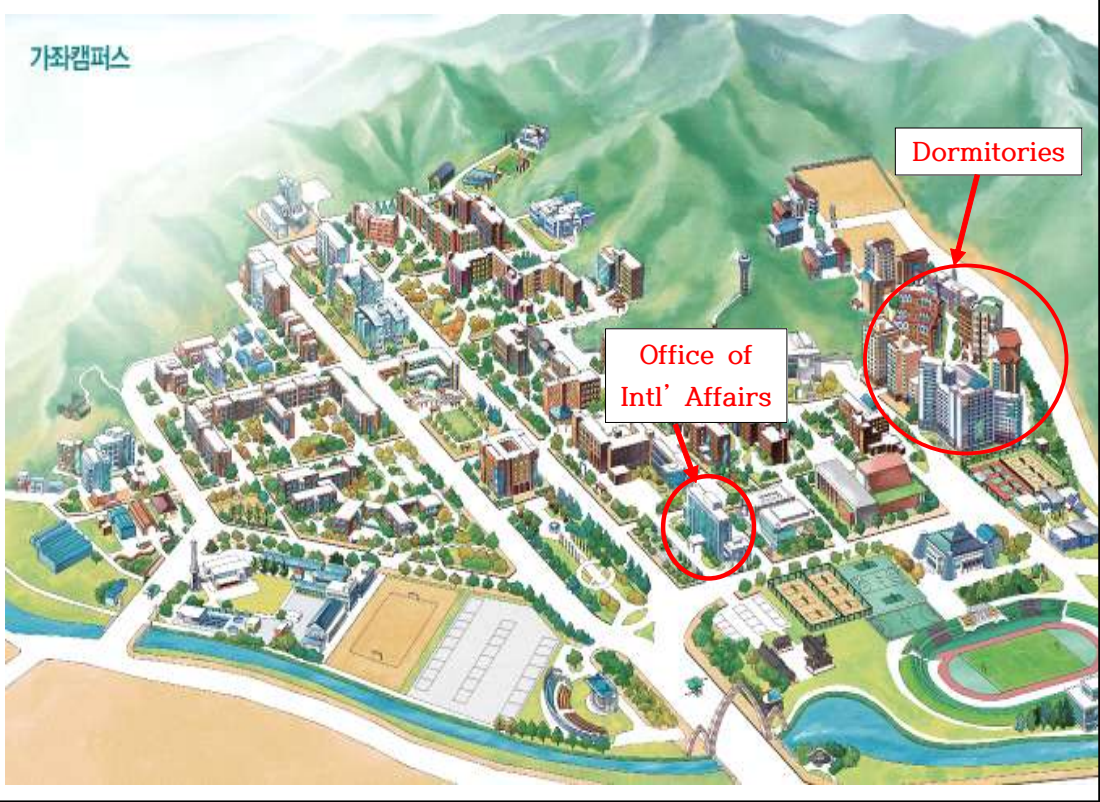 가좌캠퍼스
Dormitories
Office of
Intl’ Affairs